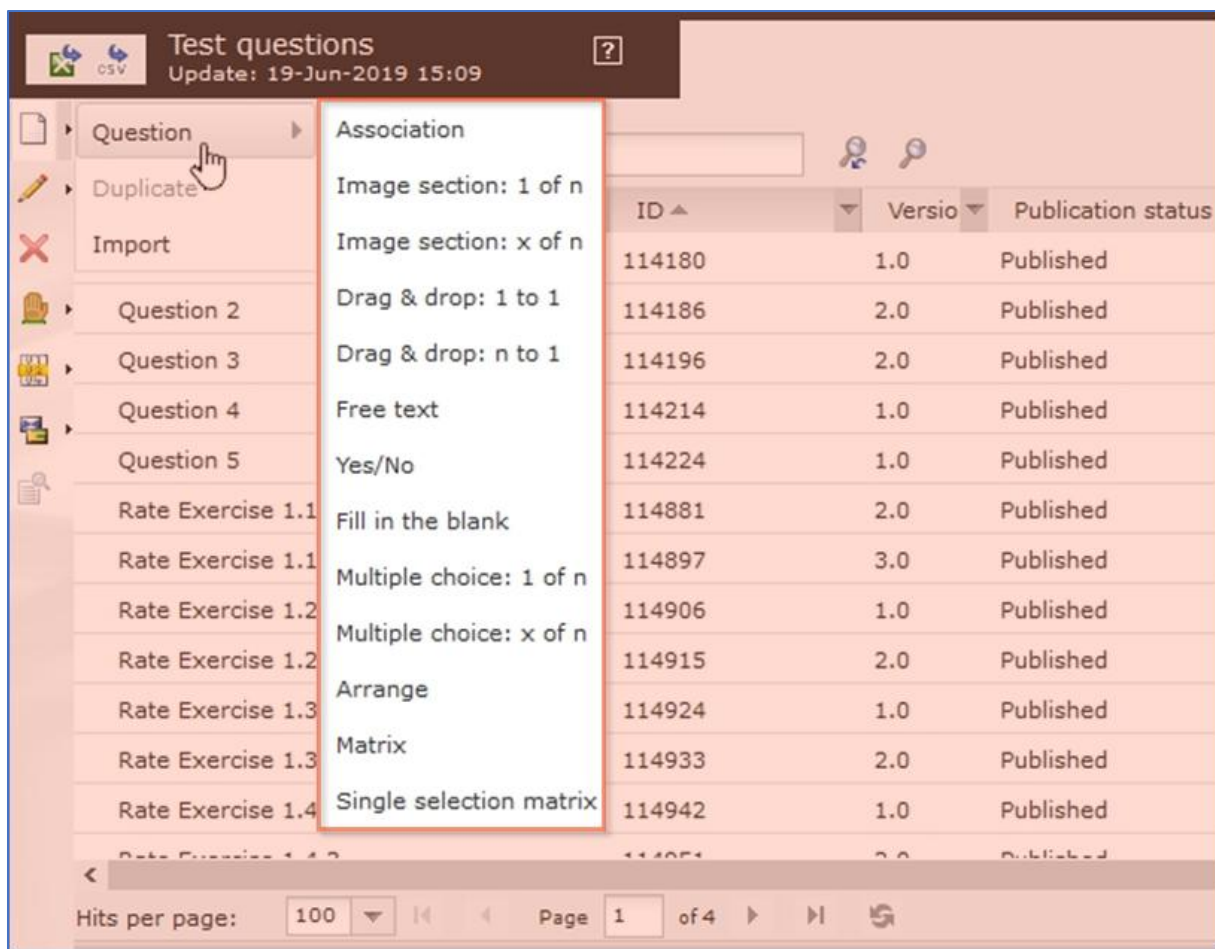 CSV
Test questions
Update: 19-Jun-2019 15:09
?
Question
Duplicate
Import
Association
Image section: 1 of n
Image section: x of n
Drag & drop: 1 to 1
Drag & drop: n to 1
Free text
Yes/No
Fill in the blank
Multiple choice: 1 of n
Multiple choice: x of n
Arrange
Matrix
Single selection matrix
ID Versio Publication status
114180 1.0 Published
Question 2 114186 2.0 Published
Question 3 114196 2.0 Published
Question 4 114214 1.0 Published
Question 5 114224 1.0 Published
Rate Exercise 1.1 114881 2.0 Published
Rate Exercise 1.1 114897 3.0 Published
Rate Exercise 1.2 114906 1.0 Published
Rate Exercise 1.2 114915 2.0 Published
Rate Exercise 1.3 114924 1.0 Published
Rate Exercise 1.3 114933 2.0 Published
Rate Exercise 1.4 114942 1.0 Published
Hits per page: 100 Page 1 of 4